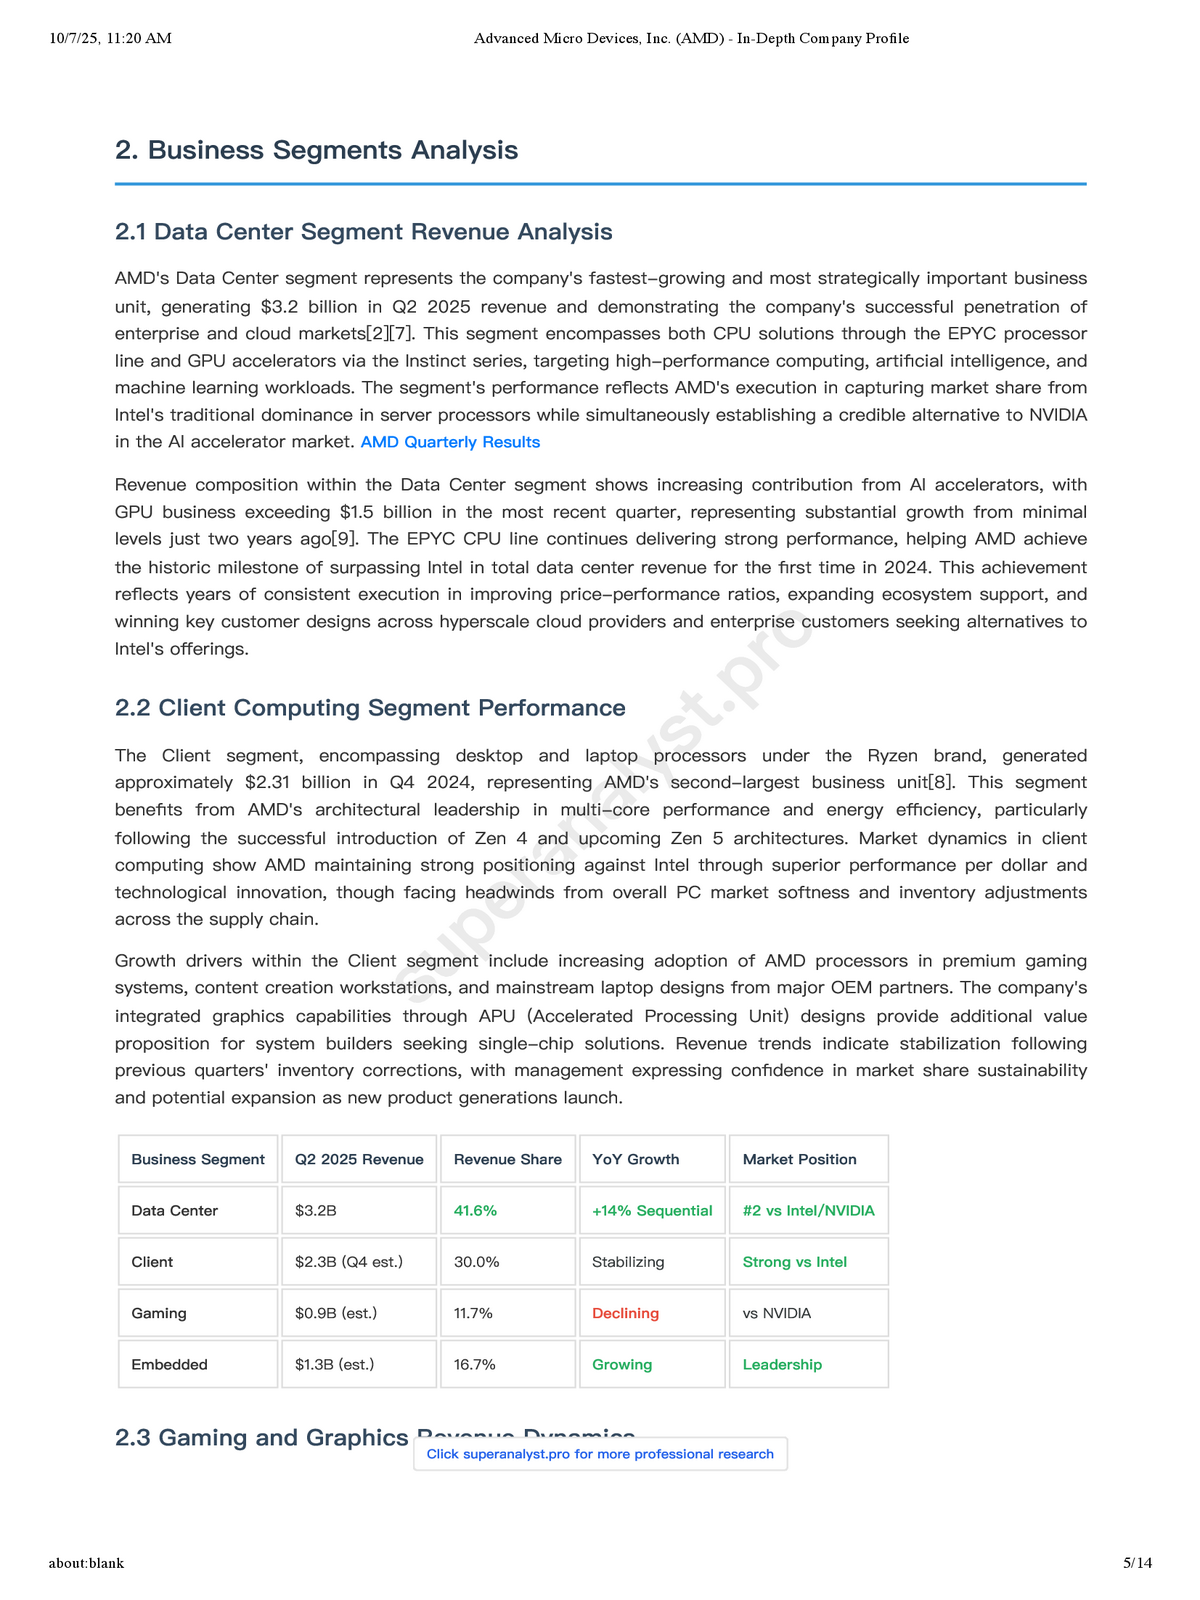 10/7/25, 11:20 AM
Advanced Micro Devices, Inc. (AMD) - In-Depth Company Profile
2. Business Segments Analysis
2.1 Data Center Segment Revenue Analysis
AMD's Data Center segment represents the company's fastest-growing and most strategically important business
unit, generating $3.2 billion in Q2 2025 revenue and demonstrating the company's successful penetration of
enterprise and cloud markets[2][7]. This segment encompasses both CPU solutions through the EPYC processor
line and GPU accelerators via the Instinct series, targeting high-performance computing, artificial intelligence, and
machine learning workloads. The segment's performance reflects AMD's execution in capturing market share from
Intel's traditional dominance in server processors while simultaneously establishing a credible alternative to NVIDIA
in the AI accelerator market. AMD Quarterly Results
Revenue composition within the Data Center segment shows increasing contribution from AI accelerators, with
GPU business exceeding $1.5 billion in the most recent quarter, representing substantial growth from minimal
levels just two years ago[9]. The EPYC CPU line continues delivering strong performance, helping AMD achieve
the historic milestone of surpassing Intel in total data center revenue for the first time in 2024. This achievement
reflects years of consistent execution in improving price-performance ratios, expanding ecosystem support, and
winning key customer designs across hyperscale cloud providers and enterprise customers seeking alternatives to
Intel's offerings.
2.2 Client Computing Segment Performance
The Client segment, encompassing desktop and laptop processors under the Ryzen brand, generated
approximately $2.31 billion in Q4 2024, representing AMD's second-largest business unit[8]. This segment
benefits from AMD's architectural leadership in multi-core performance and energy efficiency, particularly
following the successful introduction of Zen 4 and upcoming Zen 5 architectures. Market dynamics in client
computing show AMD maintaining strong positioning against Intel through superior performance per dollar and
technological innovation, though facing headwinds from overall PC market softness and inventory adjustments
across the supply chain.
Growth drivers within the Client segment include increasing adoption of AMD processors in premium gaming
systems, content creation workstations, and mainstream laptop designs from major OEM partners. The company's
integrated graphics capabilities through APU (Accelerated Processing Unit) designs provide additional value
proposition for system builders seeking single-chip solutions. Revenue trends indicate stabilization following
previous quarters' inventory corrections, with management expressing confidence in market share sustainability
and potential expansion as new product generations launch.
Business Segment Q2 2025 Revenue Revenue Share YoY Growth Market Position
Data Center $3.2B 41.6% +14% Sequential #2 vs Intel/NVIDIA
Client $2.3B (Q4 est.) 30.0% Stabilizing Strong vs Intel
Gaming $0.9B (est.) 11.7% Declining vs NVIDIA
Embedded $1.3B (est.) 16.7% Growing Leadership
2.3 Gaming and Graphics Revenue Dynamics
Click superanalyst.pro for more professional research
superanalyst.pro
about:blank
5/14